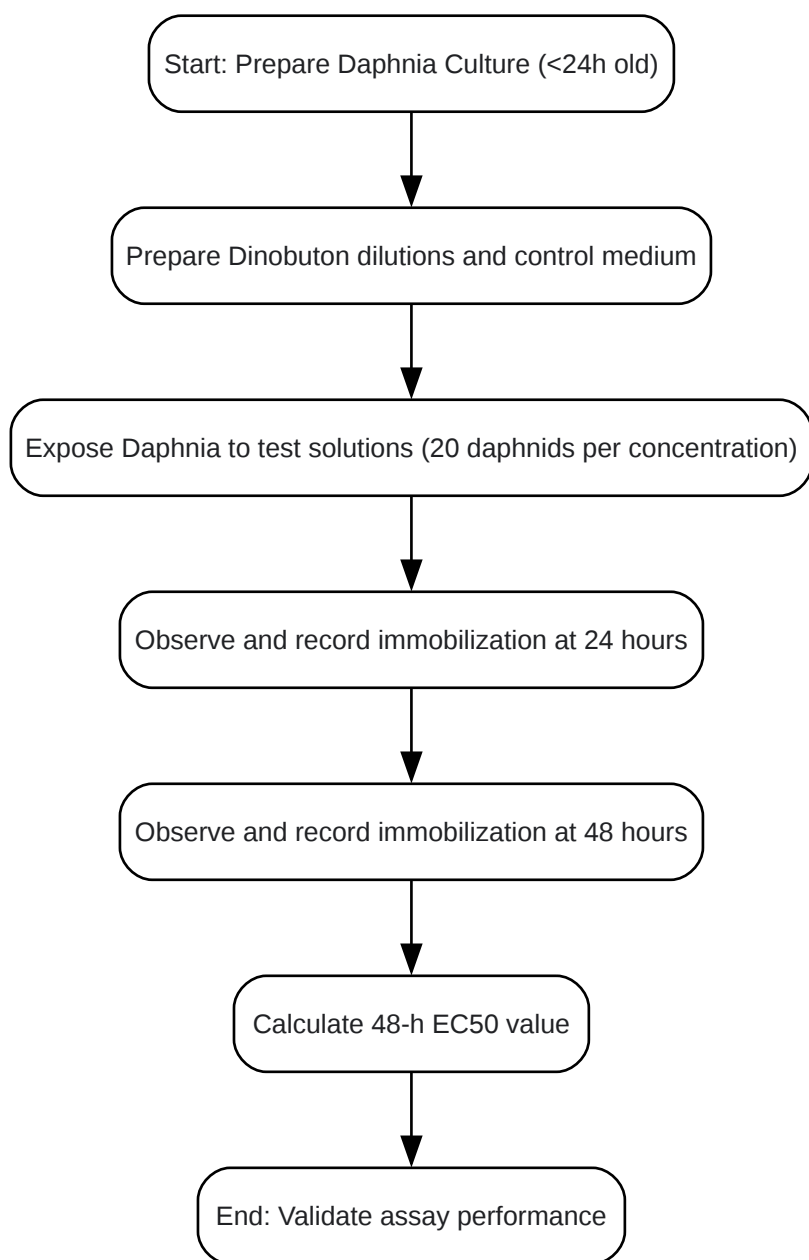 Start: Prepare Daphnia Culture (<24h old)
Prepare Dinobuton dilutions and control medium
Expose Daphnia to test solutions (20 daphnids per concentration)
Observe and record immobilization at 24 hours
Observe and record immobilization at 48 hours
Calculate 48-h EC50 value
End: Validate assay performance